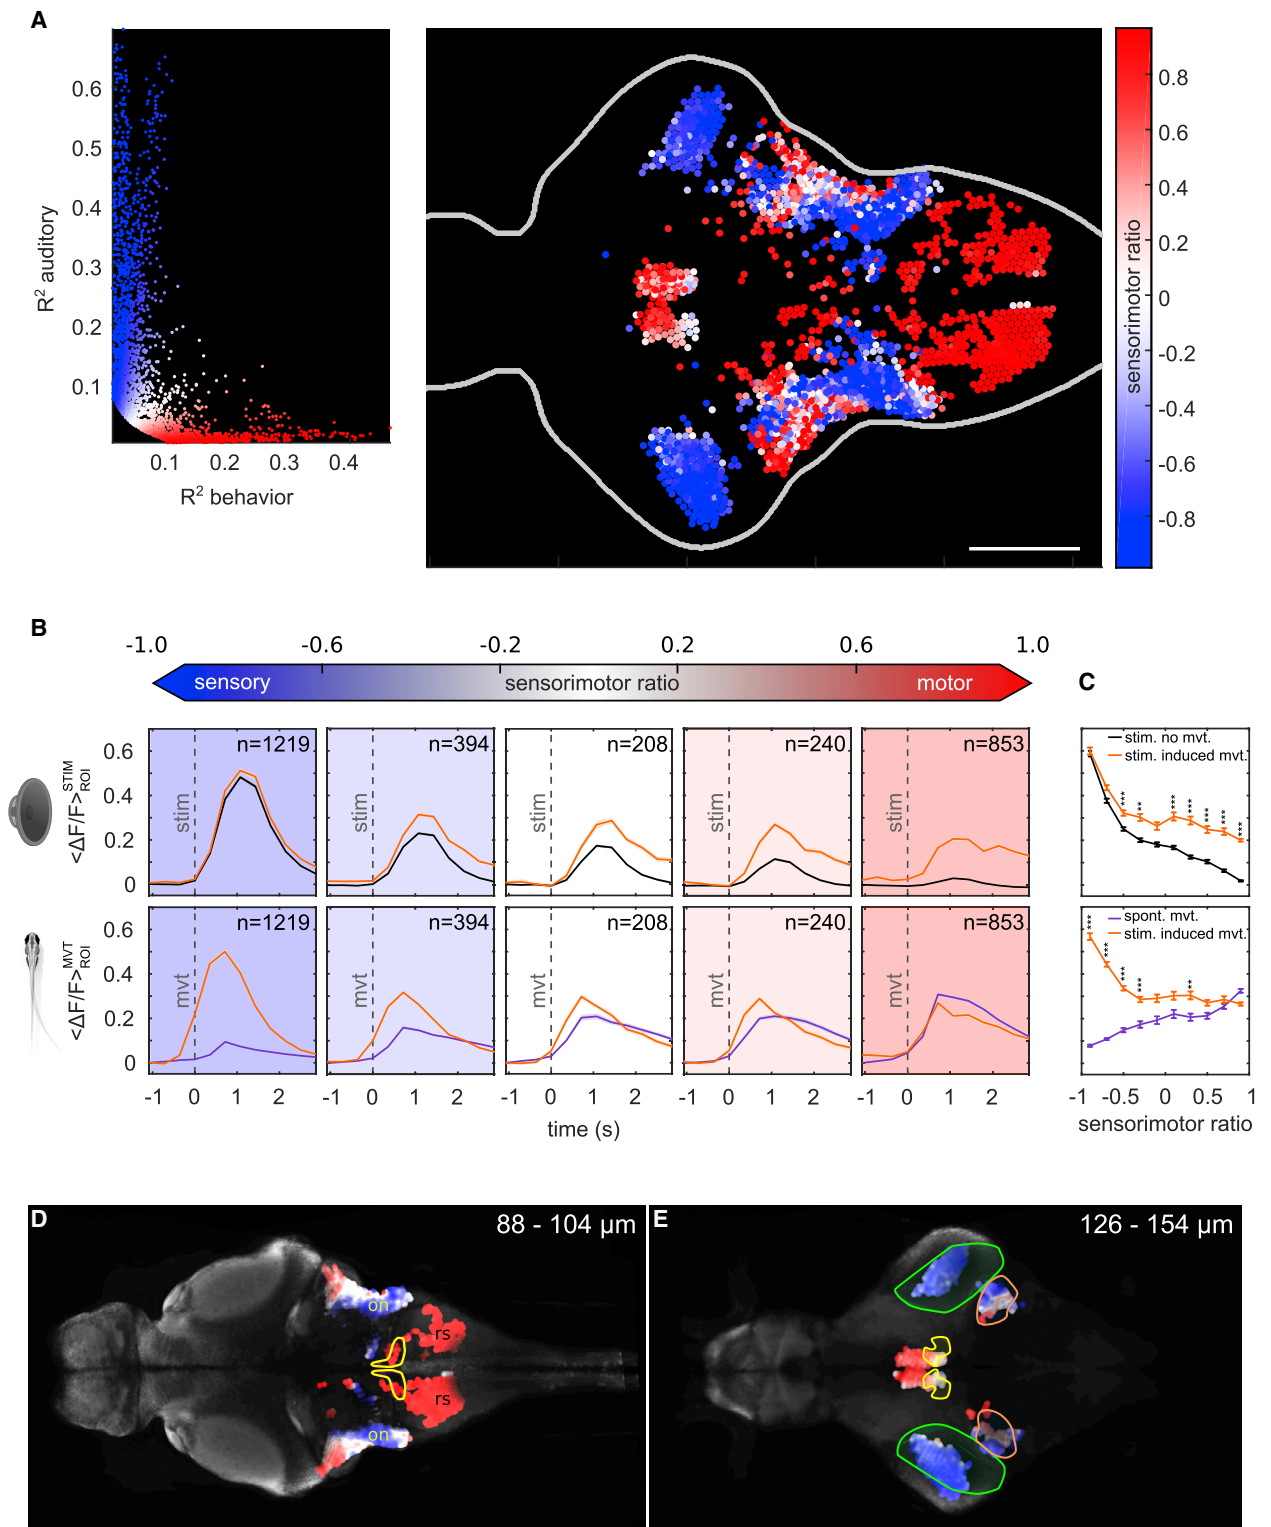 A
R² auditory
0.6
0.5
0.4
0.3
0.2
0.1
0.1 0.2 0.3 0.4
R² behavior
0.8
0.6
0.4
0.2
0
-0.2
-0.4
-0.6
-0.8
sensorimotor ratio
B
-1.0 -0.6 -0.2 0.2 0.6 1.0
sensory sensorimotor ratio motor
C
<ΔF/F>STIM ROI
0.6
0.4
0.2
0
n=1219 n=394 n=208 n=240 n=853
stim stim stim stim stim
stim. no mvt.
stim. induced mvt.
*** ** *** *** *** *** ***
<ΔF/F>MVT ROI
0.6
0.4
0.2
0
n=1219 n=394 n=208 n=240 n=853
mvt mvt mvt mvt mvt
spont. mvt.
stim. induced mvt.
*** *** *** *** **
-1 0 1 2 -1 0 1 2 -1 0 1 2 -1 0 1 2 -1 0 1 2
time (s)
-1 -0.5 0 0.5 1
sensorimotor ratio
D
88 - 104 µm
on
rs
rs
on
E
126 - 154 µm